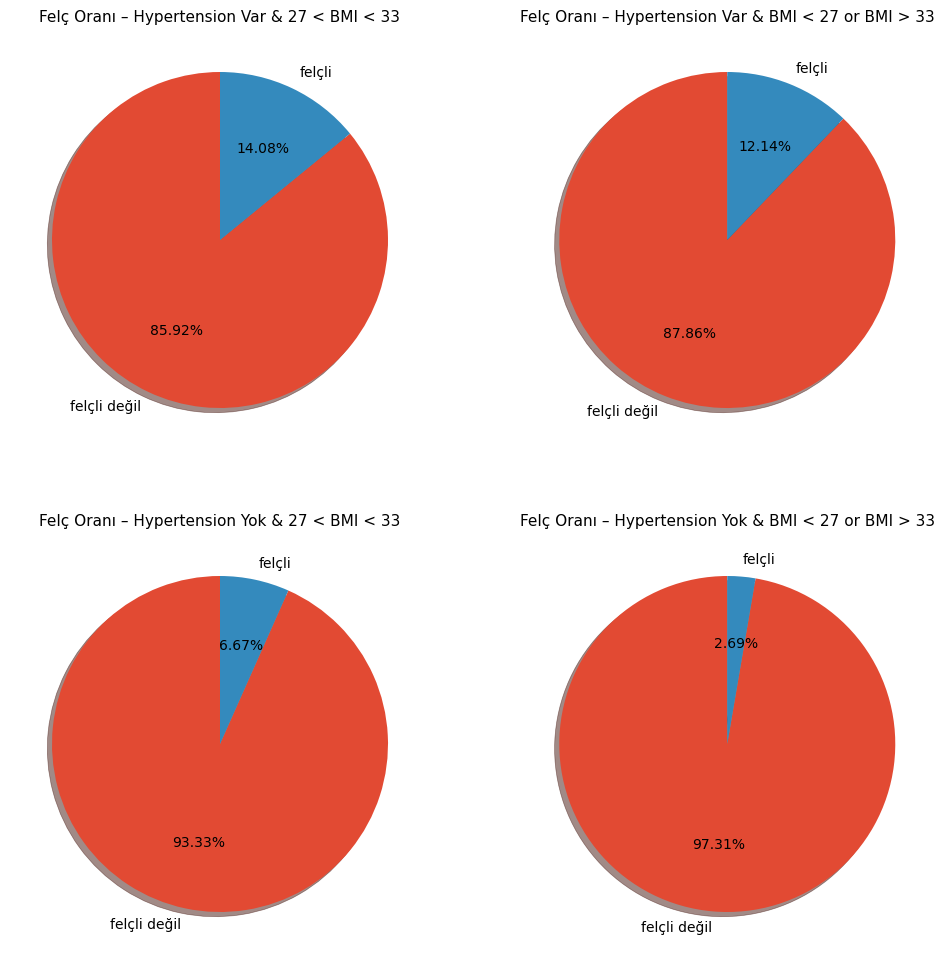 Felç Oranı – Hypertension Var & 27 < BMI < 33
felçli
14.08%
85.92%
felçli değil
Felç Oranı – Hypertension Var & BMI < 27 or BMI > 33
felçli
12.14%
87.86%
felçli değil
Felç Oranı – Hypertension Yok & 27 < BMI < 33
felçli
6.67%
93.33%
felçli değil
Felç Oranı – Hypertension Yok & BMI < 27 or BMI > 33
felçli
2.69%
97.31%
felçli değil